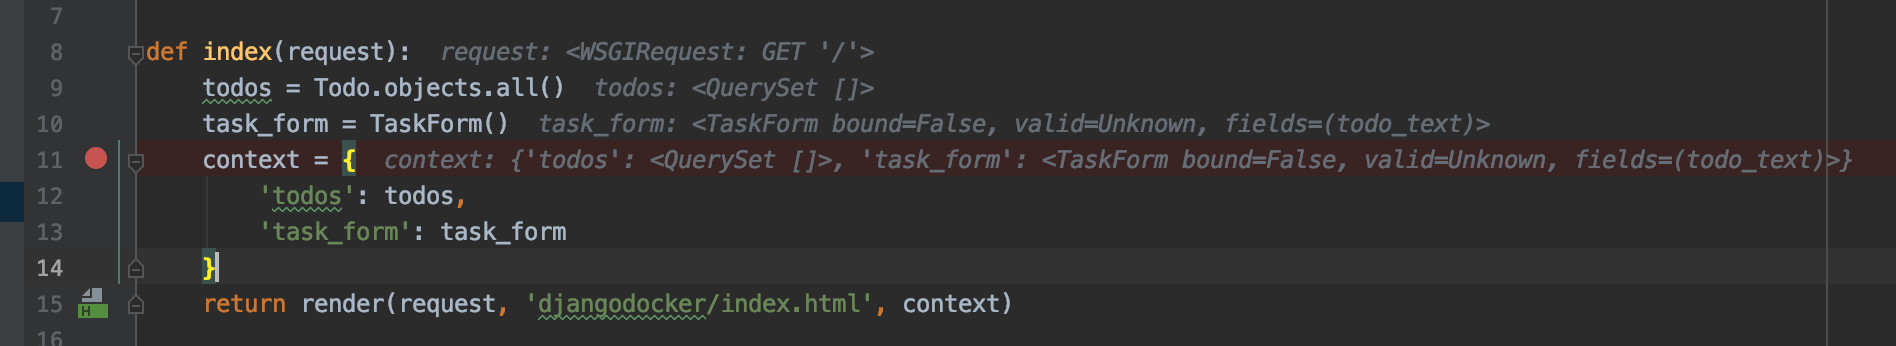 7
8 def index(request): request: <WSGIRequest: GET '/'>
9 todos = Todo.objects.all() todos: <QuerySet []>
10 task_form = TaskForm() task_form: <TaskForm bound=False, valid=Unknown, fields=(todo_text)>
11 context = { context: {'todos': <QuerySet []>, 'task_form': <TaskForm bound=False, valid=Unknown, fields=(todo_text)>}
12 'todos': todos,
13 'task_form': task_form
14 }
15 H return render(request, 'djangodocker/index.html', context)
16